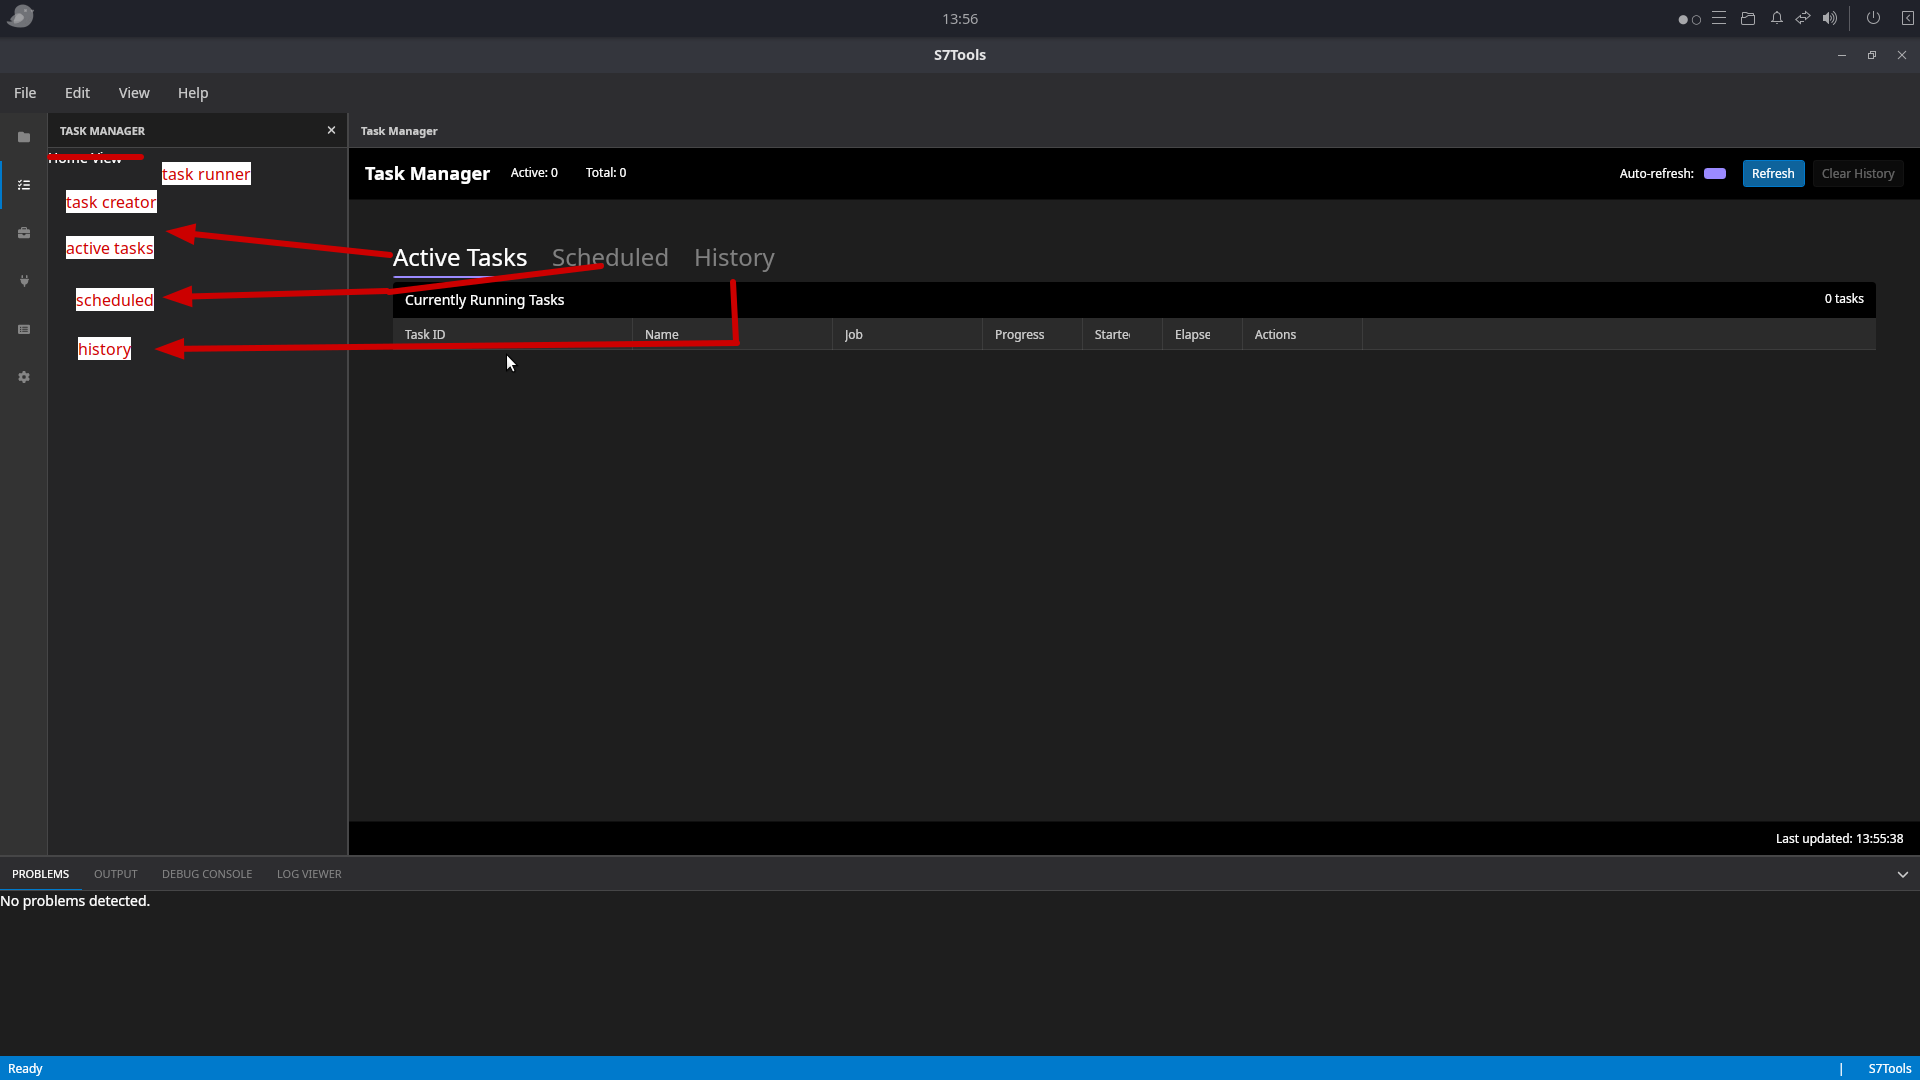 13:56
S7Tools
File Edit View Help
TASK MANAGER
Task Manager
Home View
task runner
task creator
active tasks
scheduled
history
Task Manager Active: 0 Total: 0 Auto-refresh: Refresh Clear History
Active Tasks Scheduled History
Currently Running Tasks 0 tasks
Task ID Name Job Progress Starte Elapse Actions
Last updated: 13:55:38
PROBLEMS OUTPUT DEBUG CONSOLE LOG VIEWER
No problems detected.
Ready | S7Tools